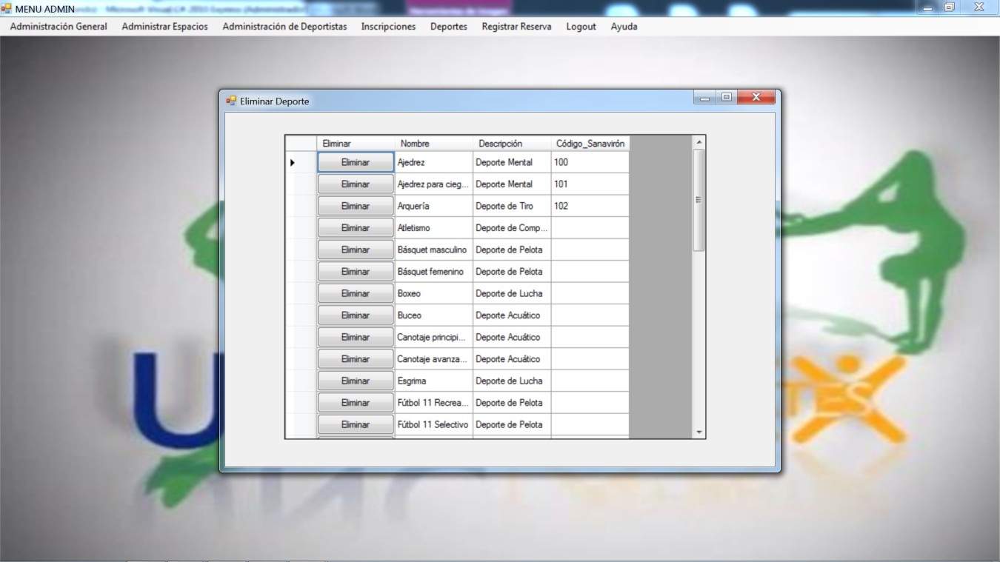 MENU ADMIN
Administración General Administrar Espacios Administración de Deportistas Inscripciones Deportes Registrar Reserva Logout Ayuda
Eliminar Deporte
Eliminar Nombre Descripción Código_Sanavirón
Eliminar Ajedrez Deporte Mental 100
Eliminar Ajedrez para cieg... Deporte Mental 101
Eliminar Arquería Deporte de Tiro 102
Eliminar Atletismo Deporte de Comp...
Eliminar Básquet masculino Deporte de Pelota
Eliminar Básquet femenino Deporte de Pelota
Eliminar Boxeo Deporte de Lucha
Eliminar Buceo Deporte Acuático
Eliminar Canotaje principi... Deporte Acuático
Eliminar Canotaje avanza... Deporte Acuático
Eliminar Esgrima Deporte de Lucha
Eliminar Fútbol 11 Recrea... Deporte de Pelota
Eliminar Fútbol 11 Selectivo Deporte de Pelota